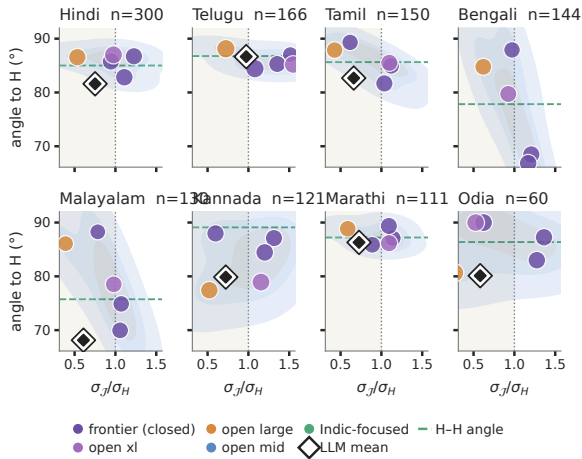 Hindi n=300 Telugu n=166 Tamil n=150 Bengali n=144
angle to H (°)
90
80
70
Malayalam n=130 Kannada n=121 Marathi n=111 Odia n=60
angle to H (°)
90
80
70
0.5 1.0 1.5 0.5 1.0 1.5 0.5 1.0 1.5 0.5 1.0 1.5
σ𝒥/σH σ𝒥/σH σ𝒥/σH σ𝒥/σH
frontier (closed) open large Indic-focused H–H angle
open xl open mid LLM mean